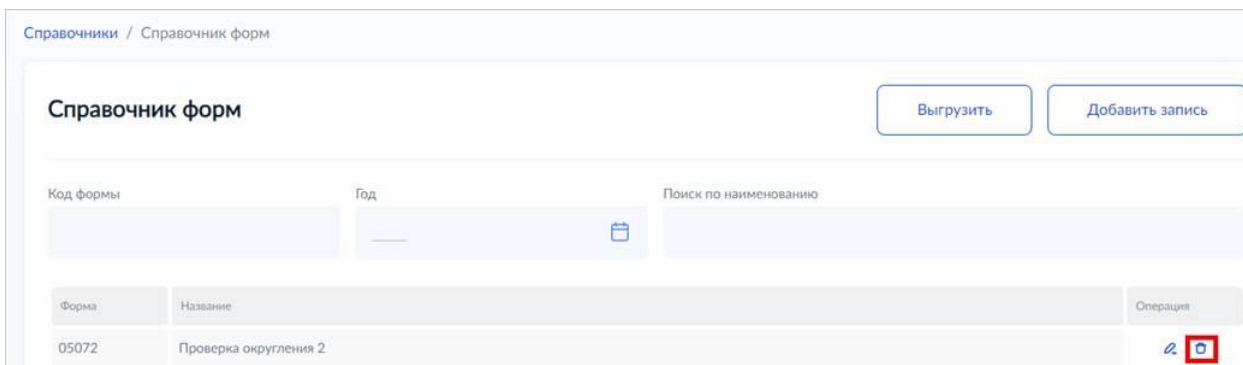 Справочники / Справочник форм
Справочник форм
Выгрузить
Добавить запись
Код формы
Год
Поиск по наименованию
Форма
Название
Операция
05072
Проверка округления 2